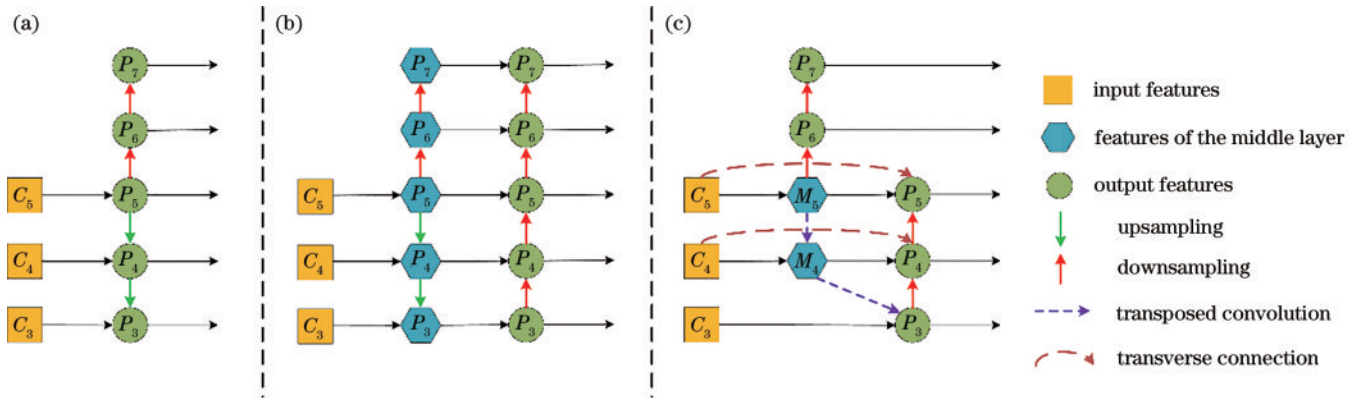 (a)
(b)
(c)
P7
P7
P7
P7
input features
P6
P6
P6
P6
features of the middle layer
C5
P5
C5
P5
P5
C5
M5
P5
output features
upsampling
C4
P4
C4
P4
P4
C4
M4
P4
downsampling
C3
P3
C3
P3
P3
C3
P3
transposed convolution
transverse connection